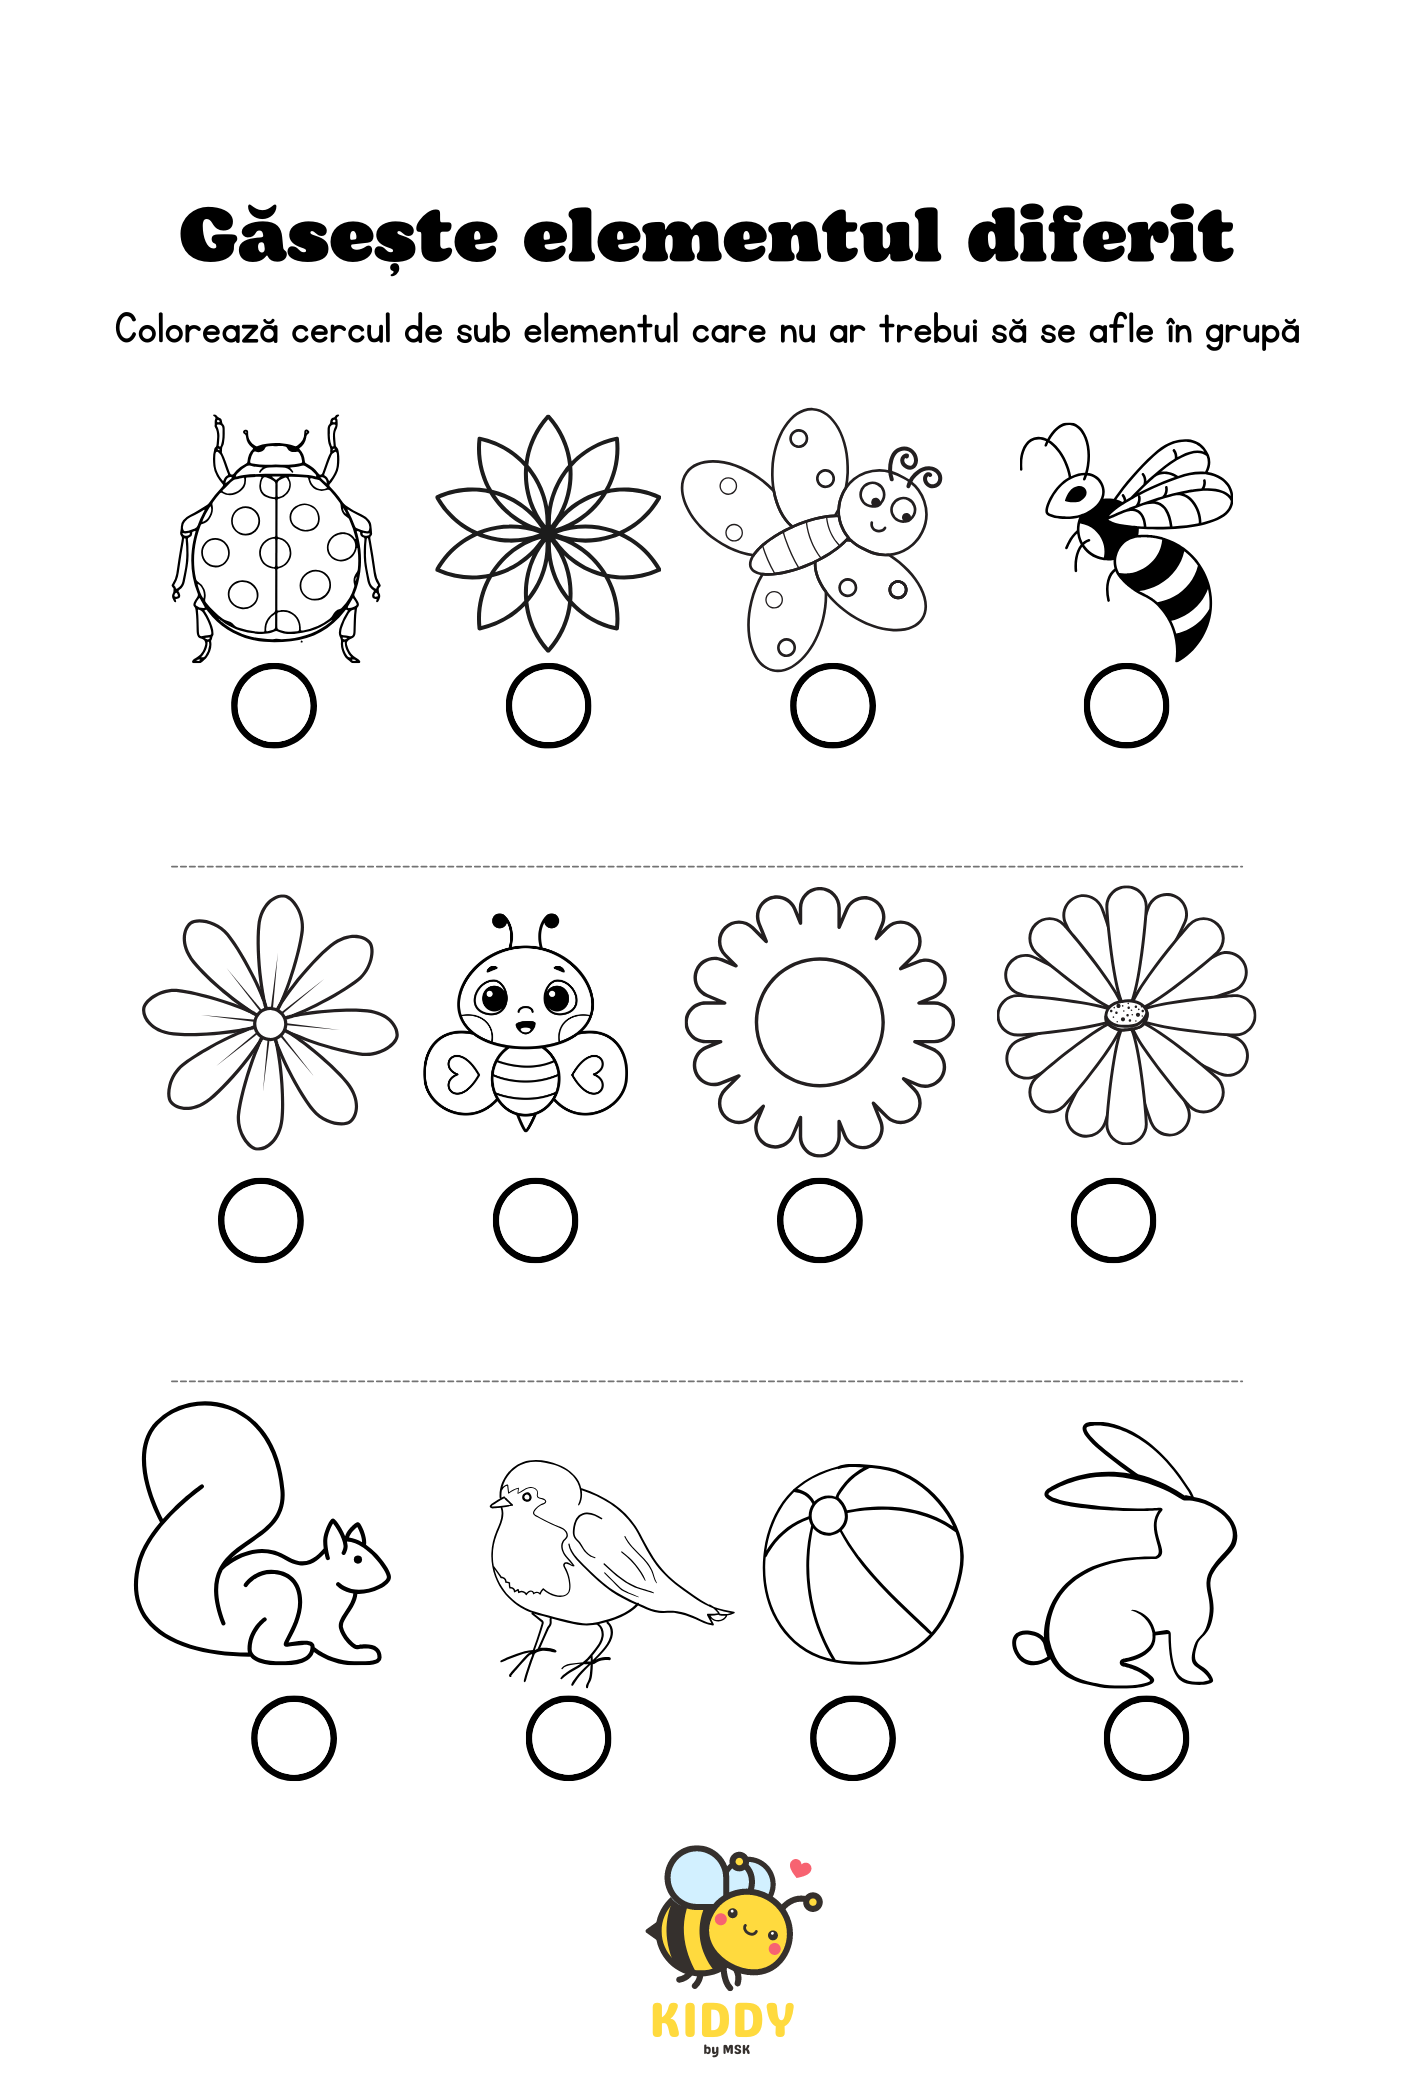 Găsește elementul diferit
Colorează cercul de sub elementul care nu ar trebui să se afle în grupă
KIDDY
by MSK